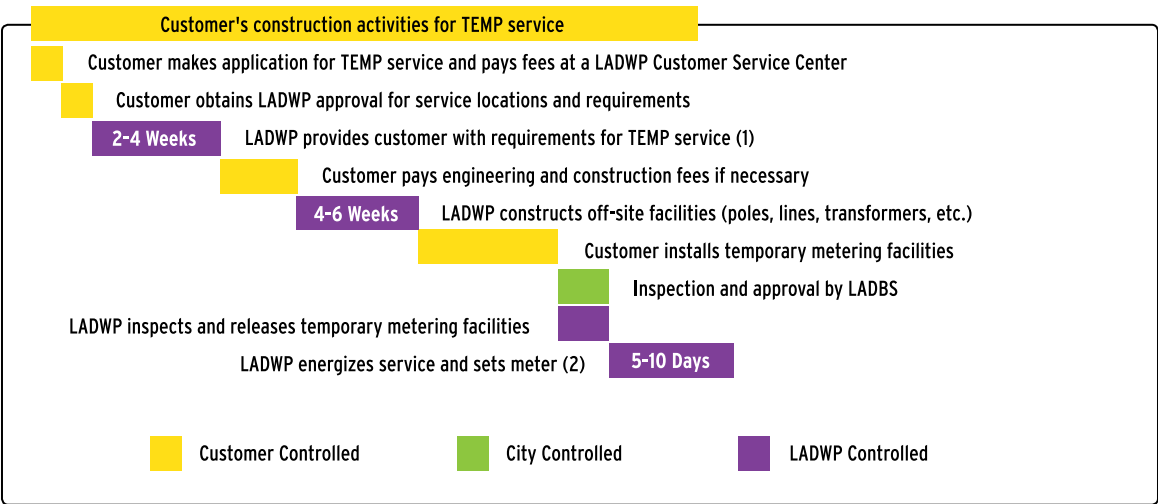 Customer's construction activities for TEMP service
Customer makes application for TEMP service and pays fees at a LADWP Customer Service Center
Customer obtains LADWP approval for service locations and requirements
2-4 Weeks LADWP provides customer with requirements for TEMP service (1)
Customer pays engineering and construction fees if necessary
4-6 Weeks LADWP constructs off-site facilities (poles, lines, transformers, etc.)
Customer installs temporary metering facilities
Inspection and approval by LADBS
LADWP inspects and releases temporary metering facilities
LADWP energizes service and sets meter (2) 5-10 Days
Customer Controlled City Controlled LADWP Controlled